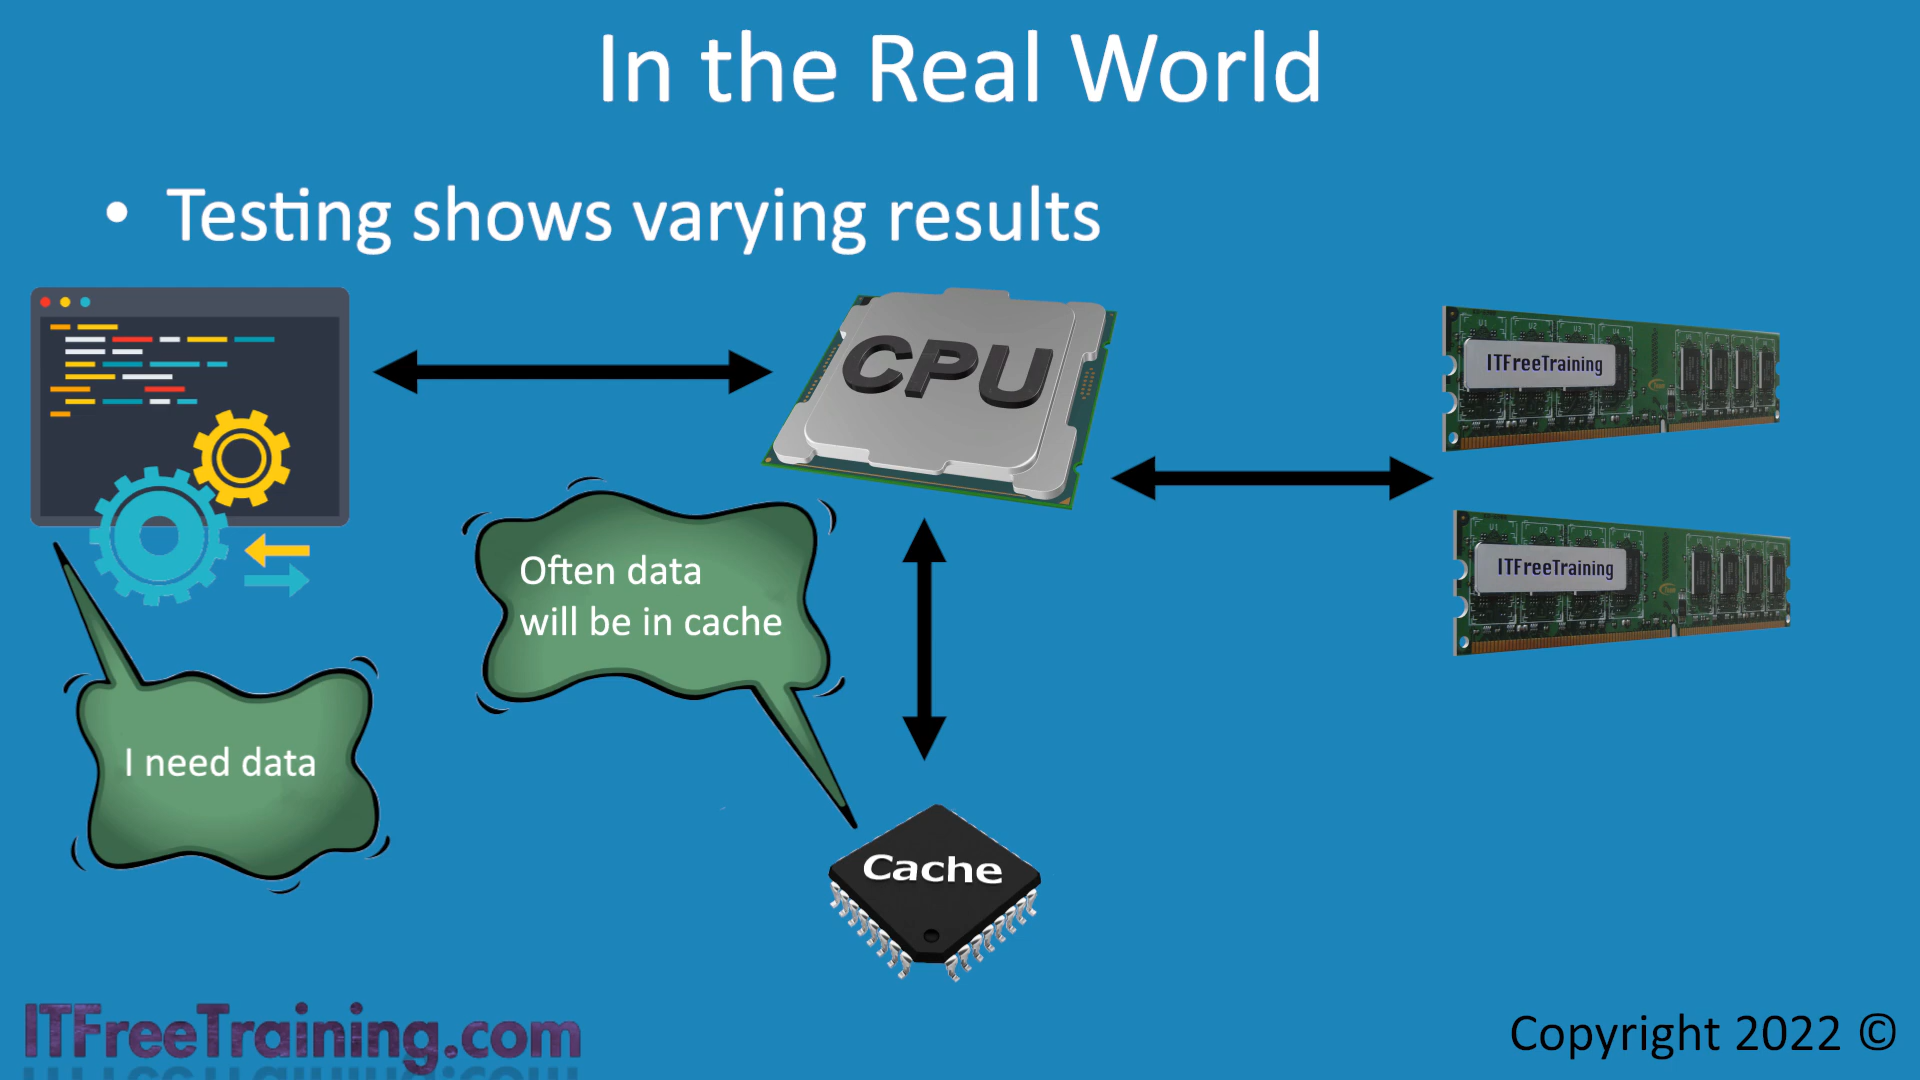 In the Real World
• Testing shows varying results
CPU
ITFreeTraining
ITFreeTraining
Often data
will be in cache
I need data
Cache
ITFreeTraining.com
Copyright 2022 ©